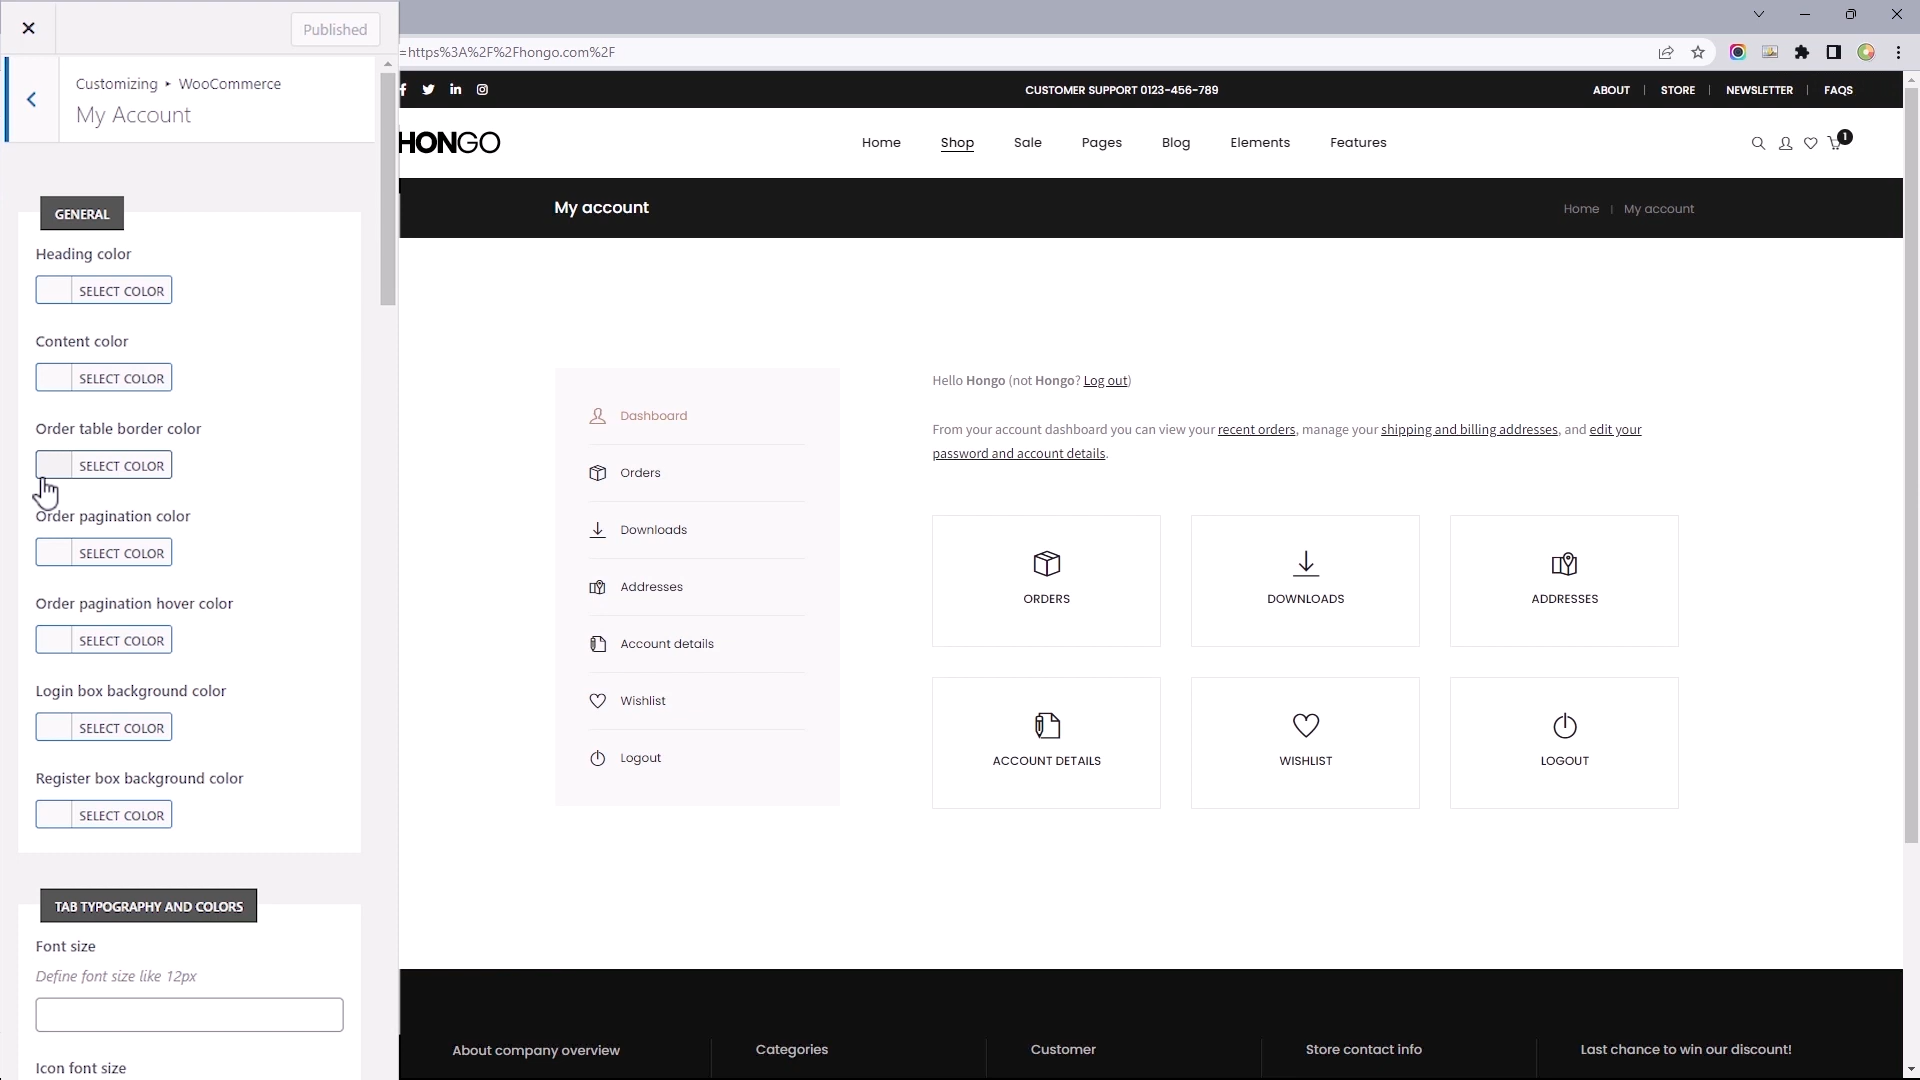 Published
=https%3A%2F%2Fhongo.com%2F
Customizing ▸ WooCommerce
My Account
GENERAL
Heading color
SELECT COLOR
Content color
SELECT COLOR
Order table border color
SELECT COLOR
Order pagination color
SELECT COLOR
Order pagination hover color
SELECT COLOR
Login box background color
SELECT COLOR
Register box background color
SELECT COLOR
TAB TYPOGRAPHY AND COLORS
Font size
Define font size like 12px
Icon font size
CUSTOMER SUPPORT 0123-456-789
ABOUT | STORE | NEWSLETTER | FAQS
HONGO
Home Shop Sale Pages Blog Elements Features
1
My account
Home | My account
Dashboard
Orders
Downloads
Addresses
Account details
Wishlist
Logout
Hello Hongo (not Hongo? Log out)
From your account dashboard you can view your recent orders, manage your shipping and billing addresses, and edit your
password and account details.
ORDERS
DOWNLOADS
ADDRESSES
ACCOUNT DETAILS
WISHLIST
LOGOUT
About company overview
Categories
Customer
Store contact info
Last chance to win our discount!